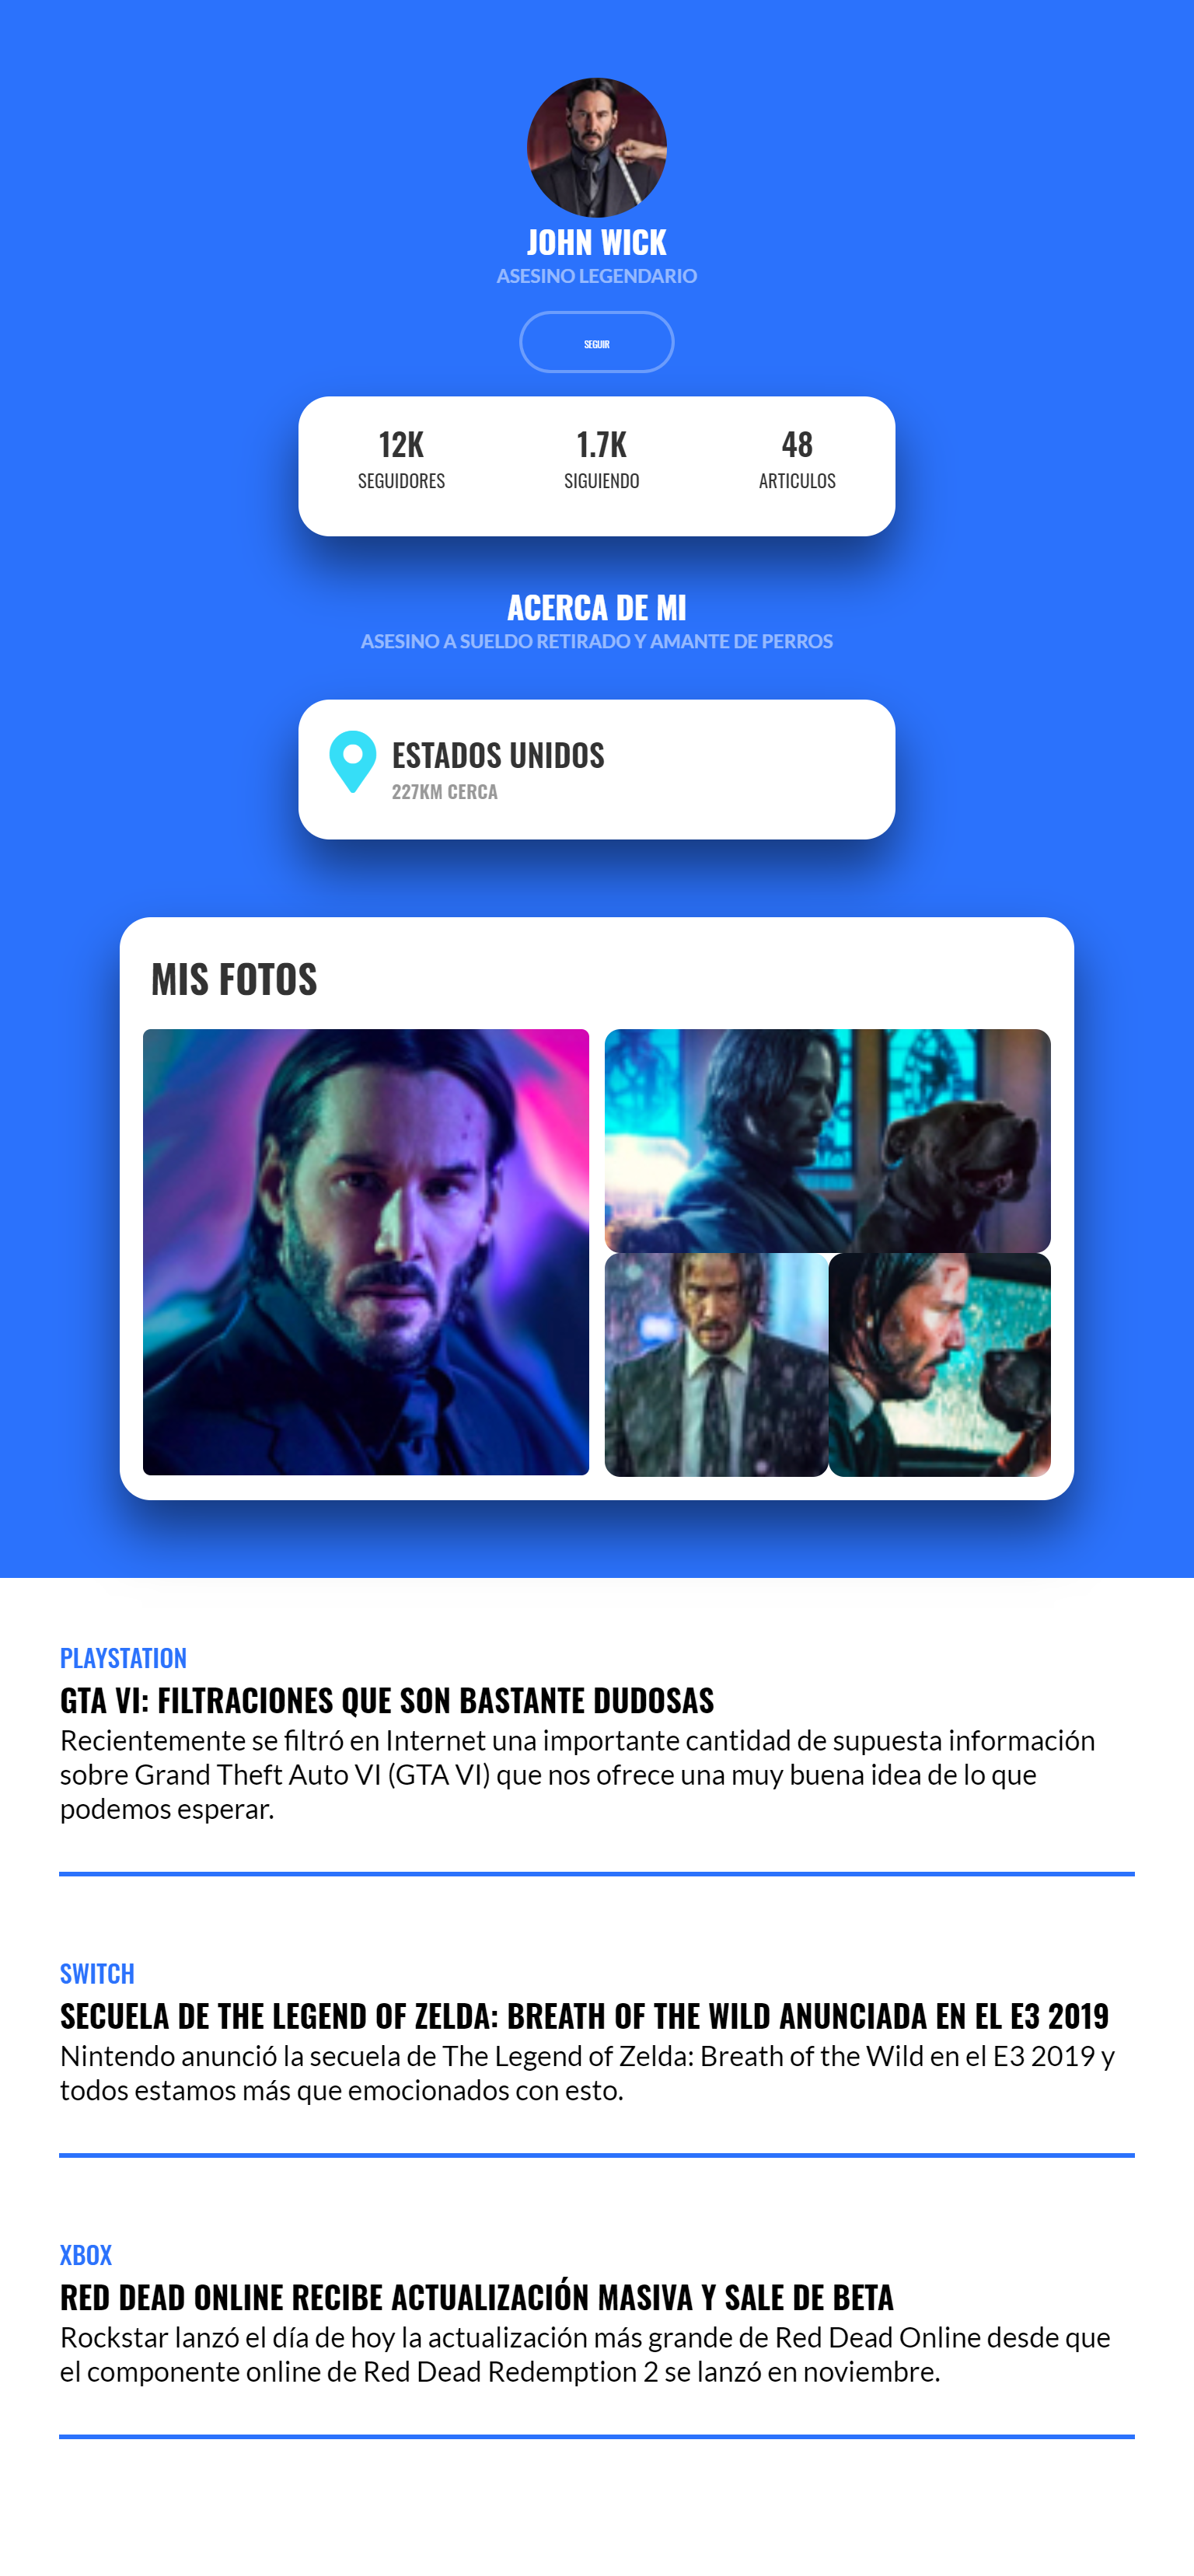 JOHN WICK
ASESINO LEGENDARIO
SEGUIR
12K
SEGUIDORES
1.7K
SIGUIENDO
48
ARTICULOS
ACERCA DE MI
ASESINO A SUELDO RETIRADO Y AMANTE DE PERROS
ESTADOS UNIDOS
227KM CERCA
MIS FOTOS
PLAYSTATION
GTA VI: FILTRACIONES QUE SON BASTANTE DUDOSAS
Recientemente se filtró en Internet una importante cantidad de supuesta información
sobre Grand Theft Auto VI (GTA VI) que nos ofrece una muy buena idea de lo que
podemos esperar.
SWITCH
SECUELA DE THE LEGEND OF ZELDA: BREATH OF THE WILD ANUNCIADA EN EL E3 2019
Nintendo anunció la secuela de The Legend of Zelda: Breath of the Wild en el E3 2019 y
todos estamos más que emocionados con esto.
XBOX
RED DEAD ONLINE RECIBE ACTUALIZACIÓN MASIVA Y SALE DE BETA
Rockstar lanzó el día de hoy la actualización más grande de Red Dead Online desde que
el componente online de Red Dead Redemption 2 se lanzó en noviembre.